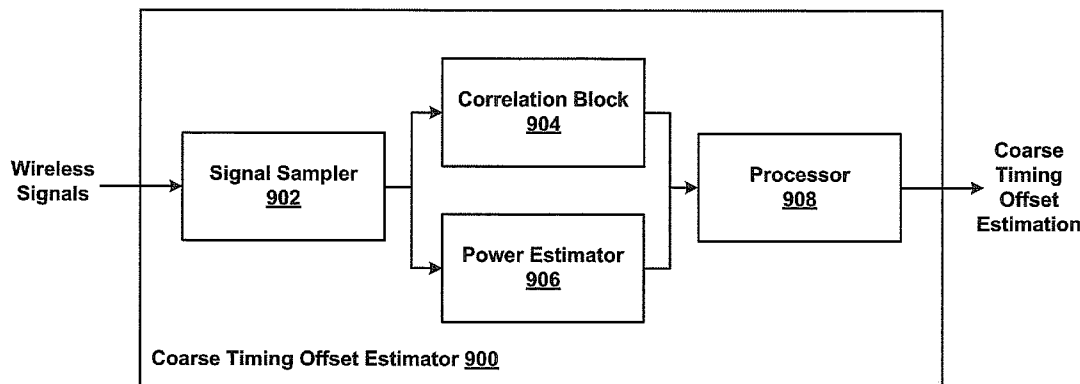 Wireless
Signals
Signal Sampler
902
Correlation Block
904
Power Estimator
906
Processor
908
Coarse
Timing
Offset
Estimation
Coarse Timing Offset Estimator 900